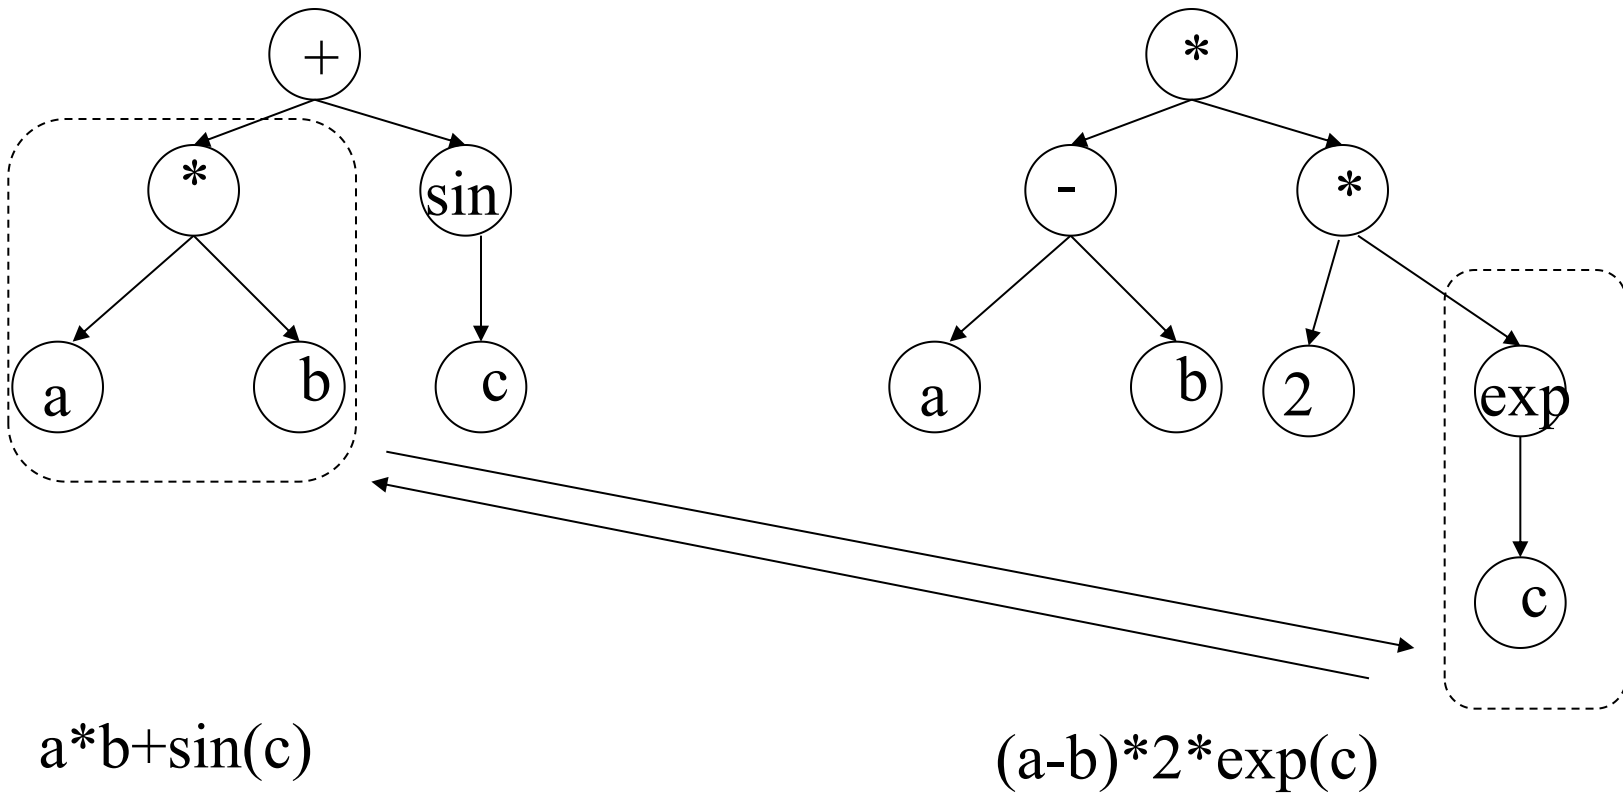 +
*
*
sin
-
*
a
b
c
a
b
2
exp
c
a*b+sin(c)
(a-b)*2*exp(c)